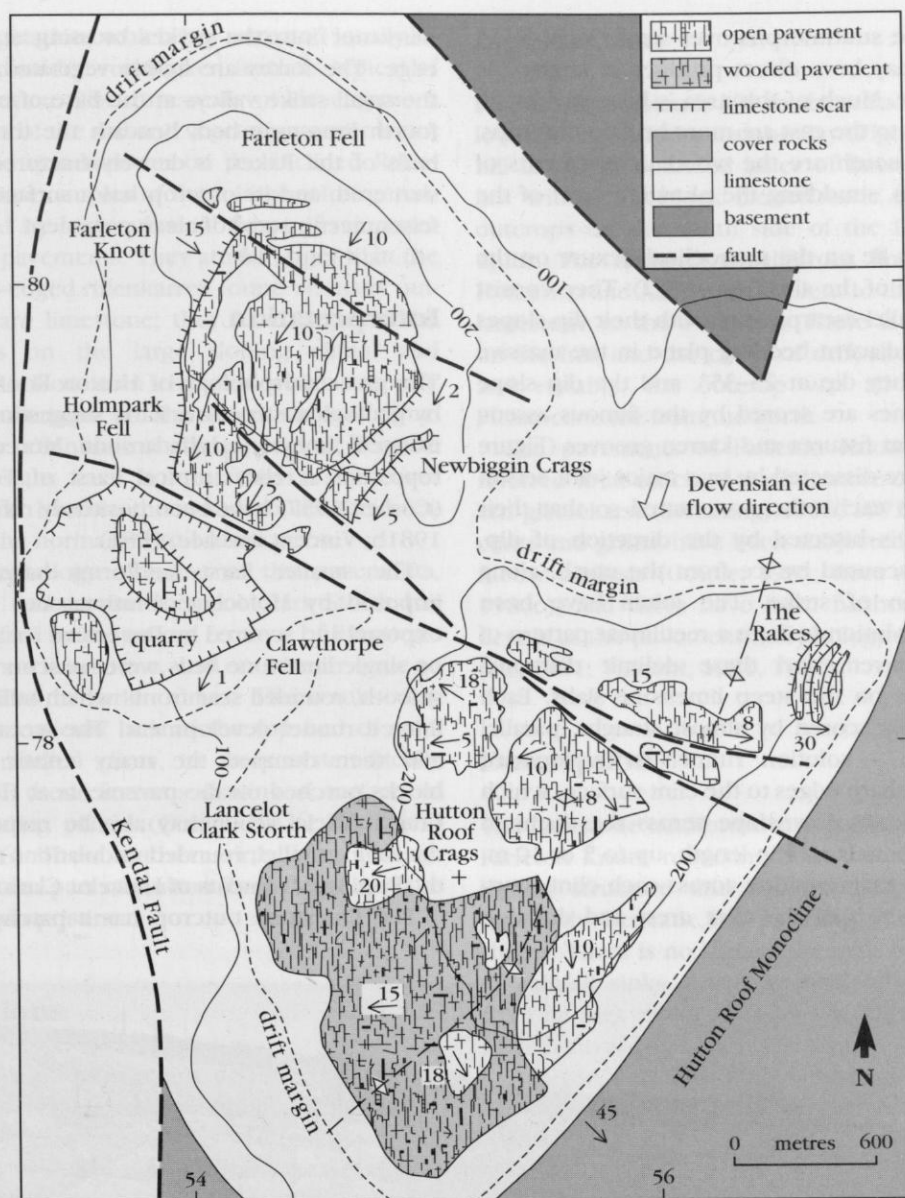 open pavement
wooded pavement
limestone scar
cover rocks
limestone
basement
fault
drift margin
Farleton Fell
Farleton
Knott
10
100
200
80
2
Holmpark
Fell
10
5
Newbiggin Crags
Devensian ice
flow direction
drift margin
The
Rakes
quarry
1
Clawthorpe
Fell
18
15
8
78
30
100
200
10
8
Lancelot
Clark Storth
Hutton
Roof
Crags
20
200
4
10
Kendal Fault
15
18
drift margin
Hutton Roof Monocline
45
N
0 metres 600
54
56